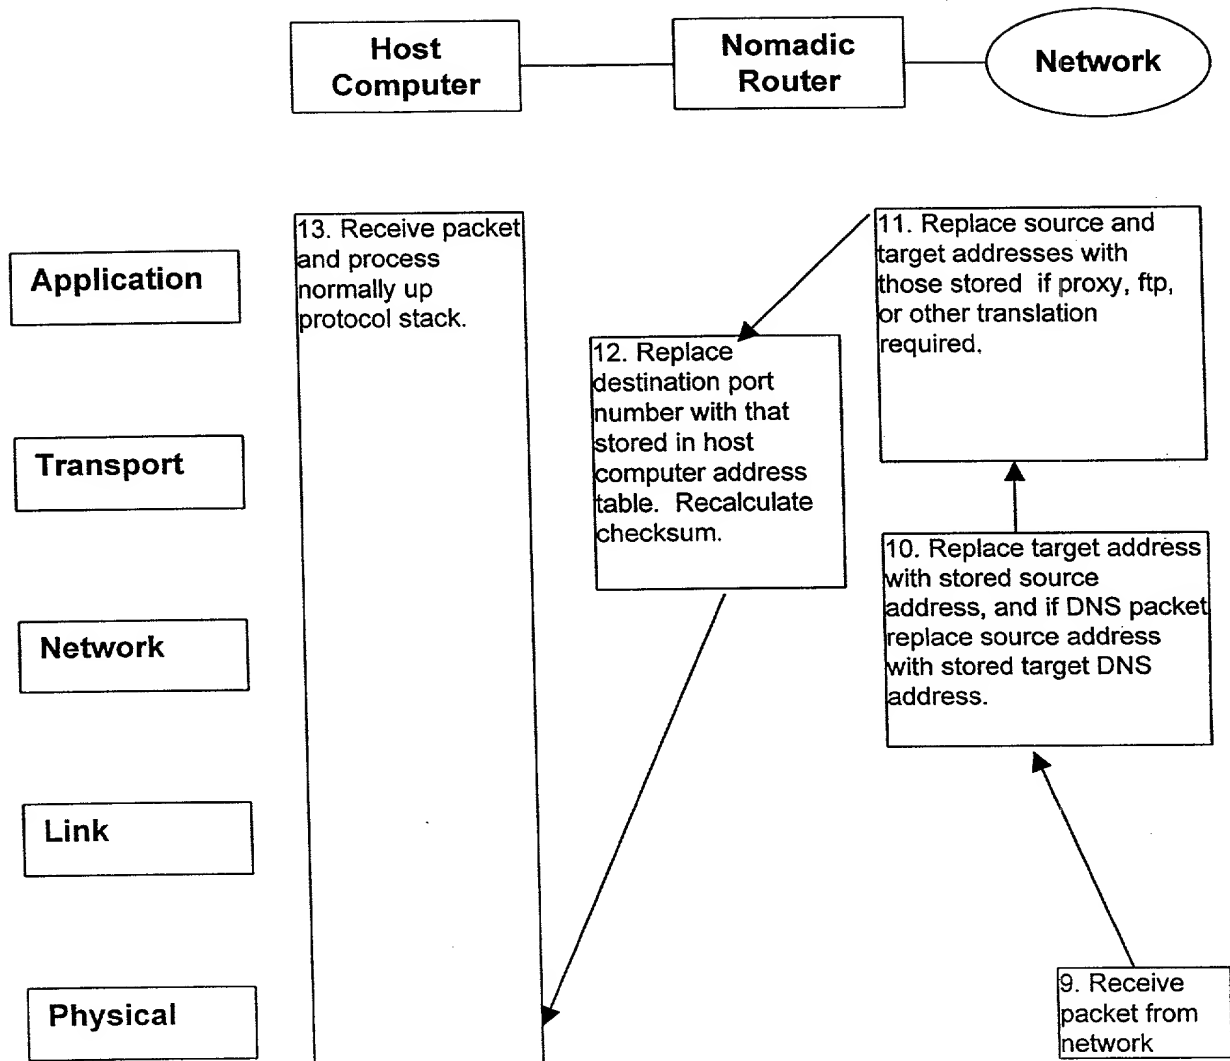 Host
Computer
Nomadic
Router
Network
13. Receive packet
and process
normally up
protocol stack.
11. Replace source and
target addresses with
those stored if proxy, ftp,
or other translation
required.
Application
12. Replace
destination port
number with that
stored in host
computer address
table. Recalculate
checksum.
Transport
10. Replace target address
with stored source
address, and if DNS packet
replace source address
with stored target DNS
address.
Network
Link
9. Receive
packet from
network
Physical